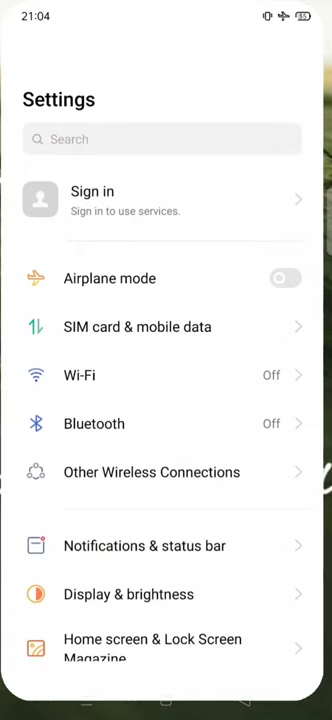 21:04
55
Settings
Search
Sign in
Sign in to use services.
Airplane mode
SIM card & mobile data
Wi-Fi
Off
Bluetooth
Off
Other Wireless Connections
Notifications & status bar
Display & brightness
Home screen & Lock Screen
Magazine